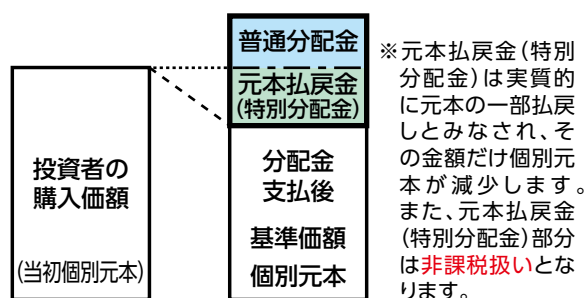 普通分配金
元本払戻金
(特別分配金)
投資者の
購入価額
(当初個別元本)
分配金
支払後
基準価額
個別元本
※元本払戻金(特別
分配金)は実質的
に元本の一部払戻
しとみなされ、そ
の金額だけ個別元
本が減少します。
また、元本払戻金
(特別分配金)部分
は非課税扱いとな
ります。